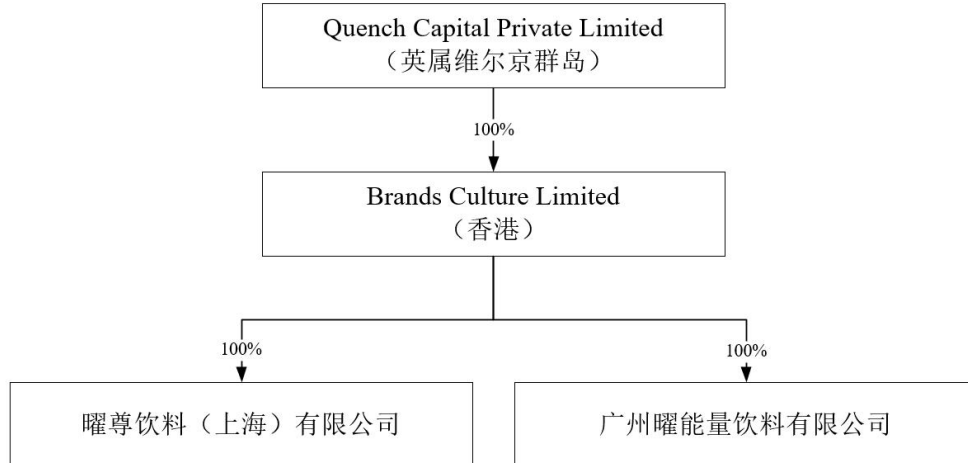 Quench Capital Private Limited
（英属维尔京群岛）
100%
Brands Culture Limited
（香港）
100%
100%
曜尊饮料（上海）有限公司
广州曜能量饮料有限公司